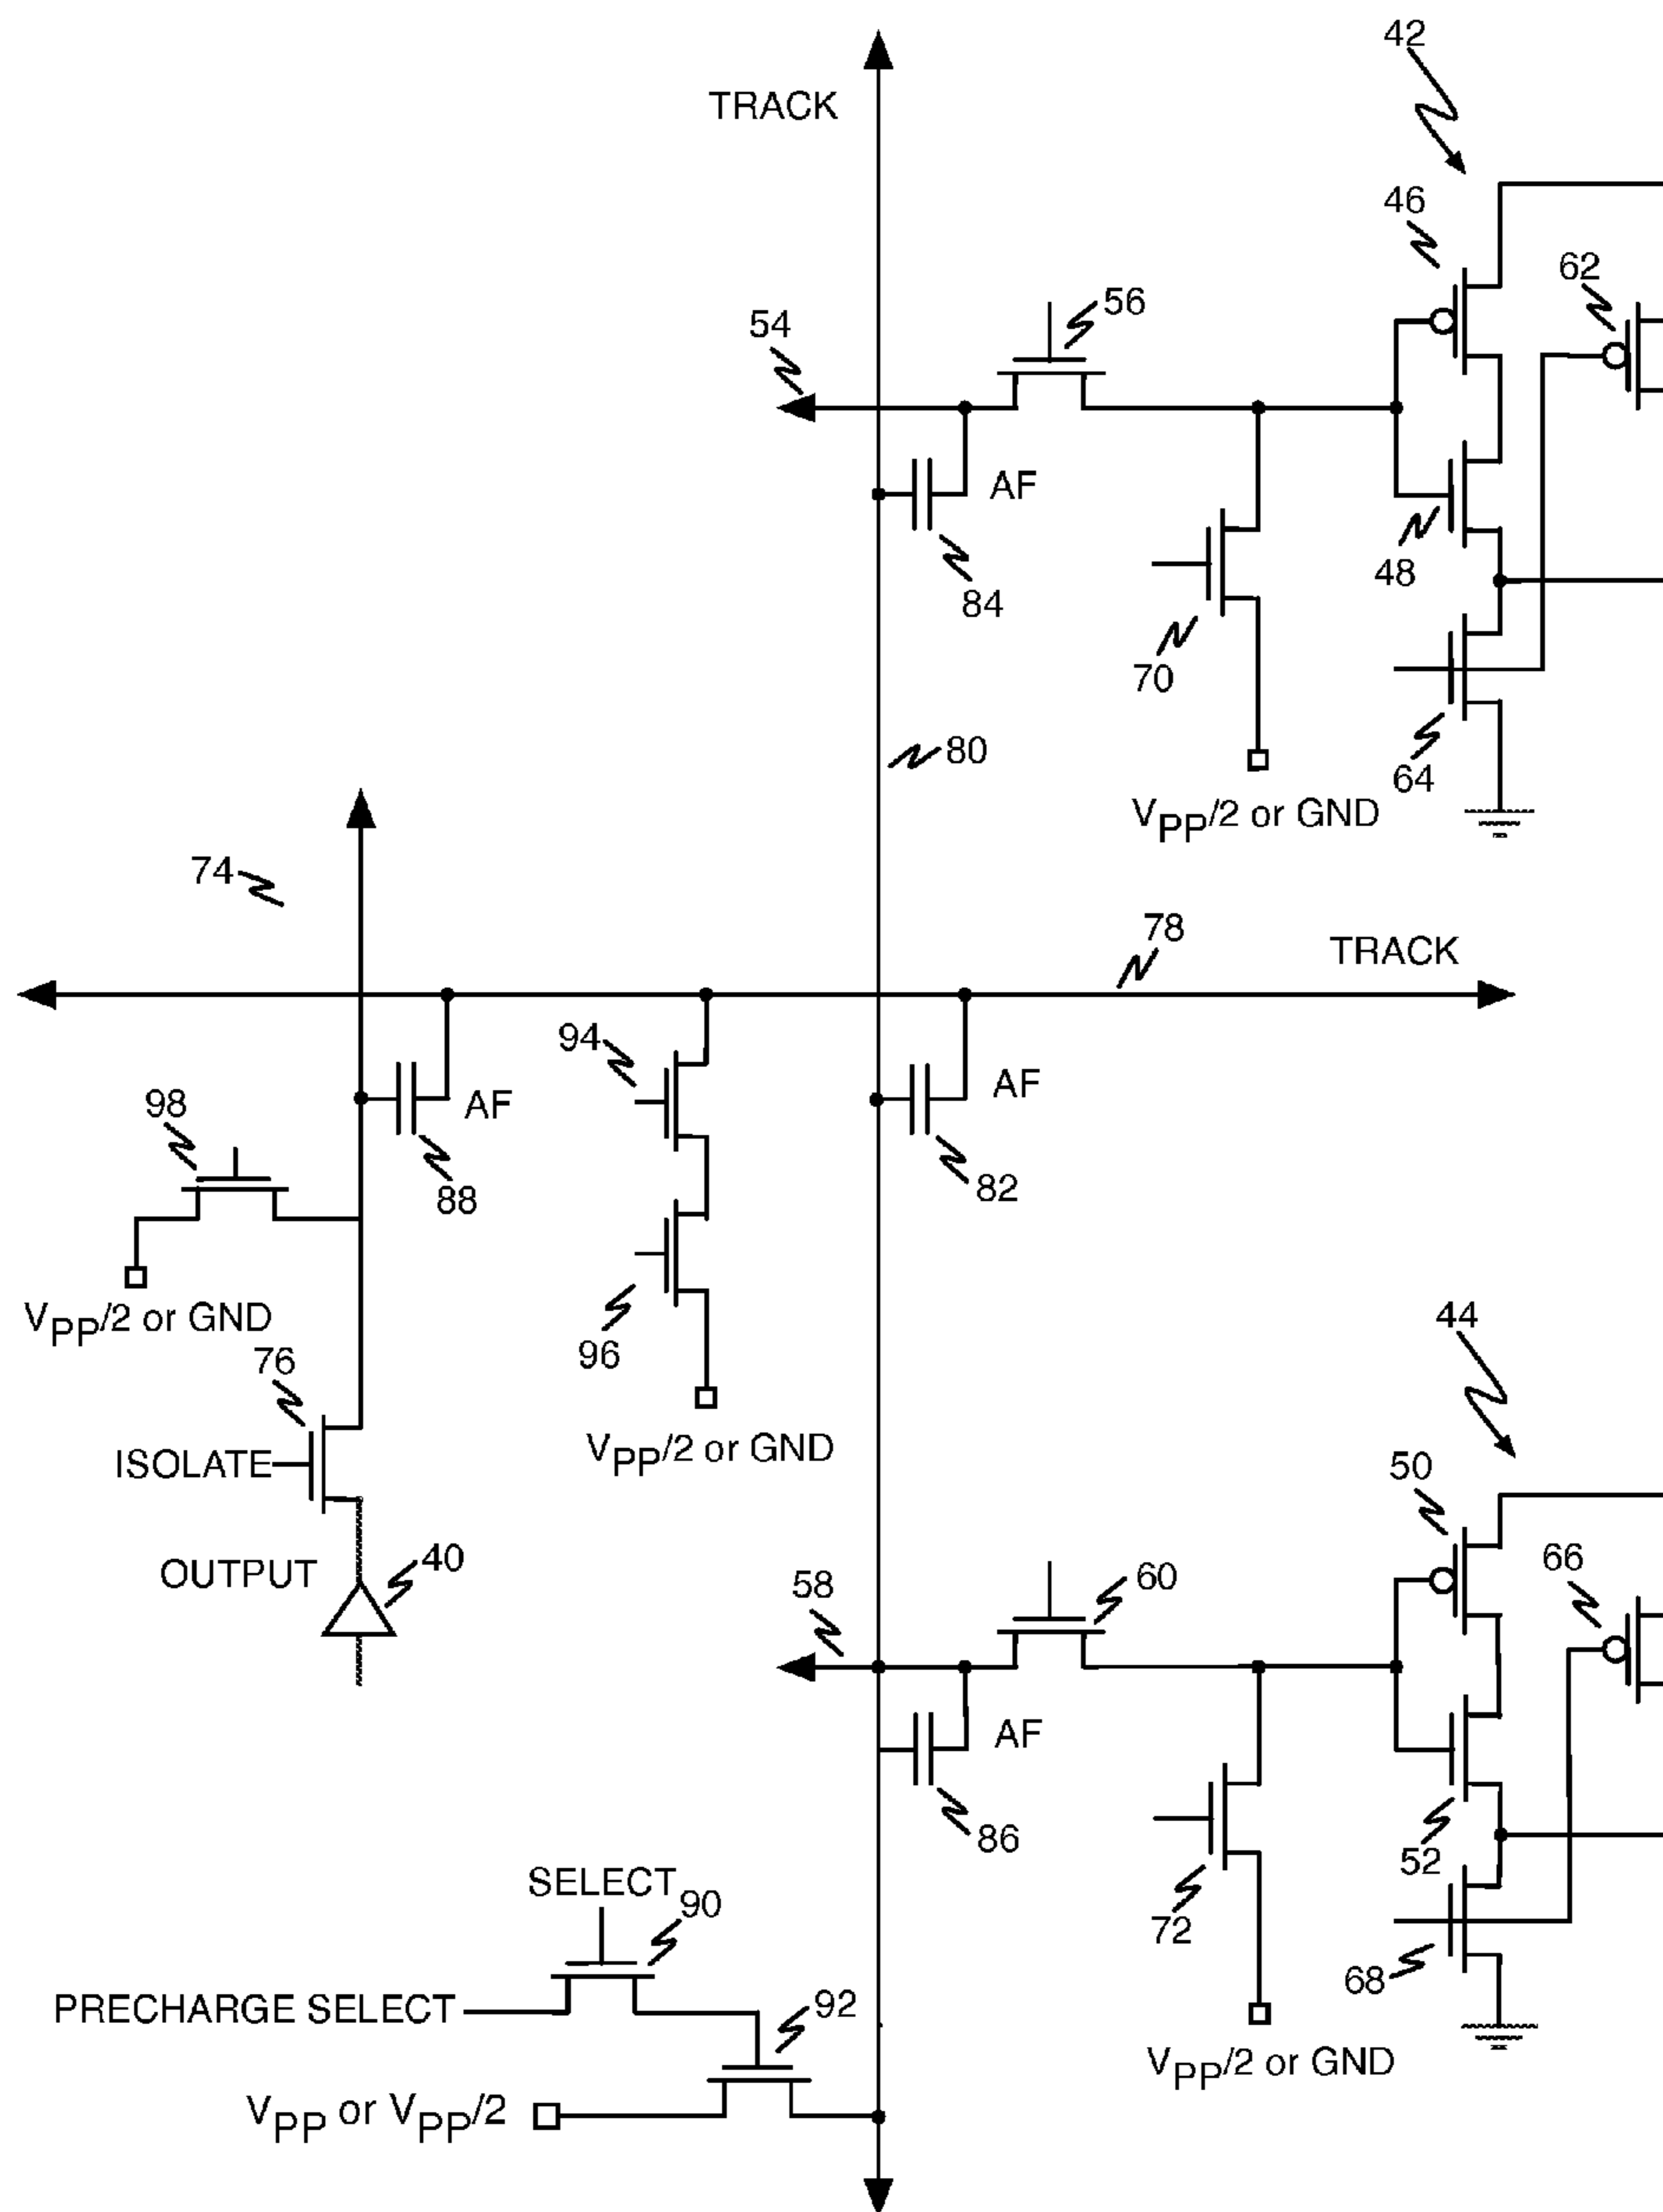 42
TRACK
46
62
56
54
AF
48
84
70
80
64
VPP/2 or GND
74
78
TRACK
94
98
AF
AF
88
82
VPP/2 or GND
96
44
76
VPP/2 or GND
ISOLATE
50
OUTPUT
40
66
58
60
AF
86
52
SELECT
90
72
68
PRECHARGE SELECT
92
VPP/2 or GND
VPP or VPP/2